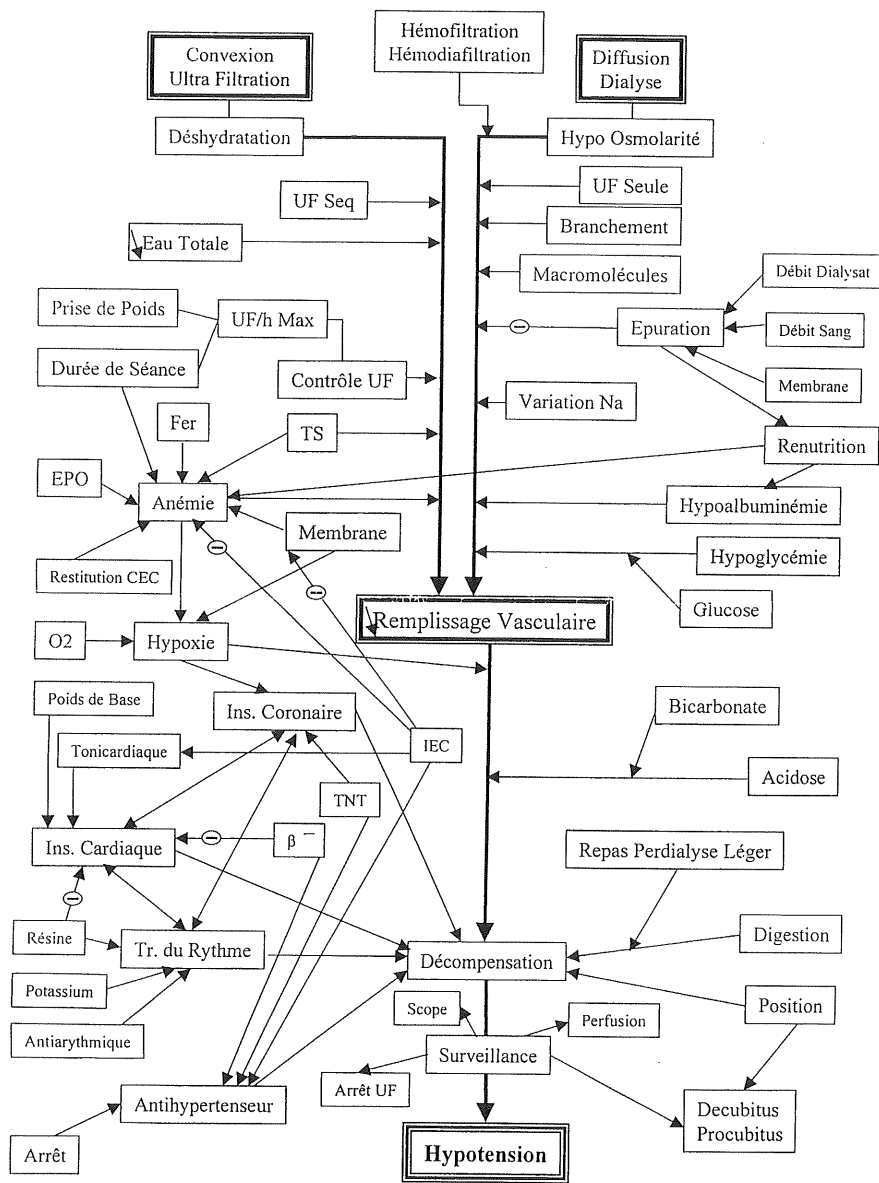 Convexion
Ultra Filtration
Hémofiltration
Hémodiafiltration
Diffusion
Dialyse
Déshydratation
Hypo Osmolarité
UF Seq
UF Seule
Branchement
Eau Totale
Macromolécules
Débit Dialysat
Prise de Poids
UF/h Max
Epuration
Débit Sang
Durée de Séance
Contrôle UF
Membrane
Variation Na
Fer
TS
Renutrition
EPO
Anémie
Hypoalbuminémie
Membrane
Hypoglycémie
Restitution CEC
Glucose
Remplissage Vasculaire
O2
Hypoxie
Poids de Base
Ins. Coronaire
Bicarbonate
IEC
Tonicardiaque
Acidose
TNT
β −
Ins. Cardiaque
Repas Perdialyse Léger
Résine
Tr. du Rythme
Digestion
Décompensation
Potassium
Scope
Perfusion
Position
Antiarythmique
Surveillance
Arrêt UF
Antihypertenseur
Decubitus
Procubitus
Arrêt
Hypotension